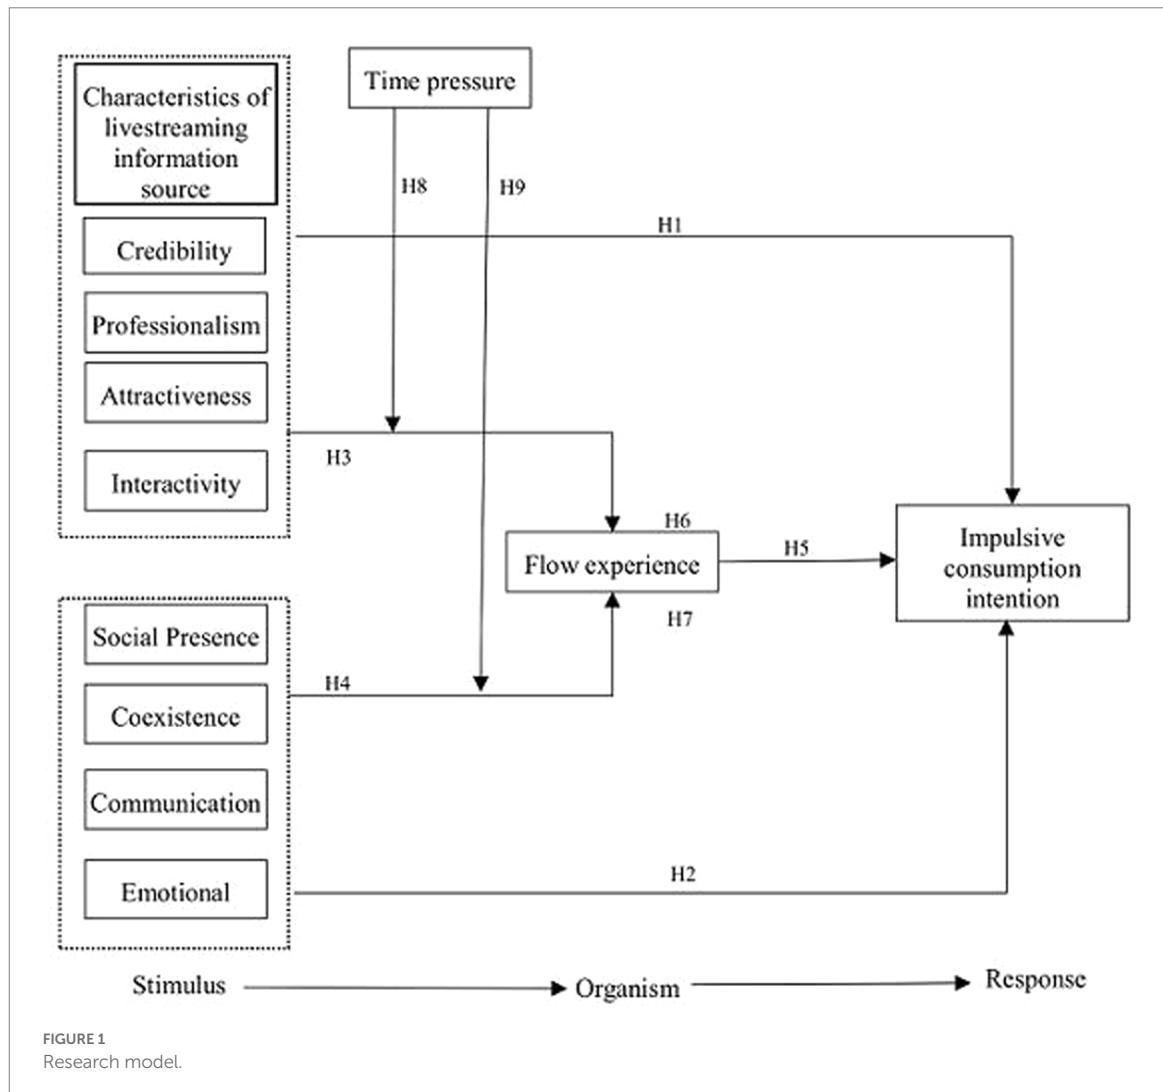 Time pressure
Characteristics of
livestreaming
information
source
H8
H9
H1
Credibility
Professionalism
Attractiveness
H3
Interactivity
H6
Flow experience
H5
Impulsive
consumption
intention
H7
Social Presence
H4
Coexistence
Communication
H2
Emotional
Stimulus
Organism
Response
FIGURE 1
Research model.